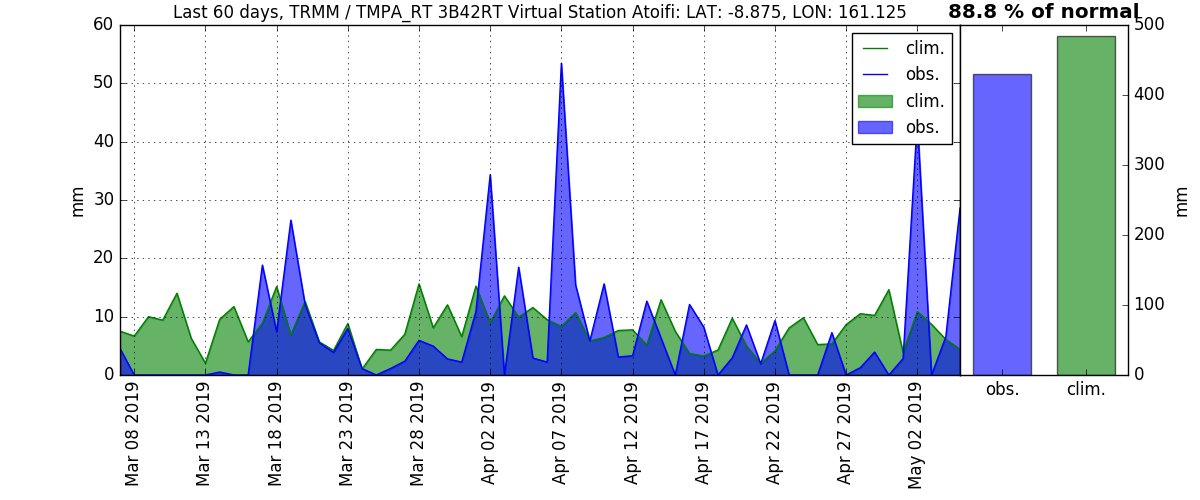 Last 60 days, TRMM / TMPA_RT 3B42RT Virtual Station Atoifi: LAT: -8.875, LON: 161.125
88.8 % of normal
60
50
40
30
20
10
0
mm
clim.
obs.
clim.
obs.
500
400
300
200
100
0
mm
obs.
clim.
Mar 08 2019
Mar 13 2019
Mar 18 2019
Mar 23 2019
Mar 28 2019
Apr 02 2019
Apr 07 2019
Apr 12 2019
Apr 17 2019
Apr 22 2019
Apr 27 2019
May 02 2019